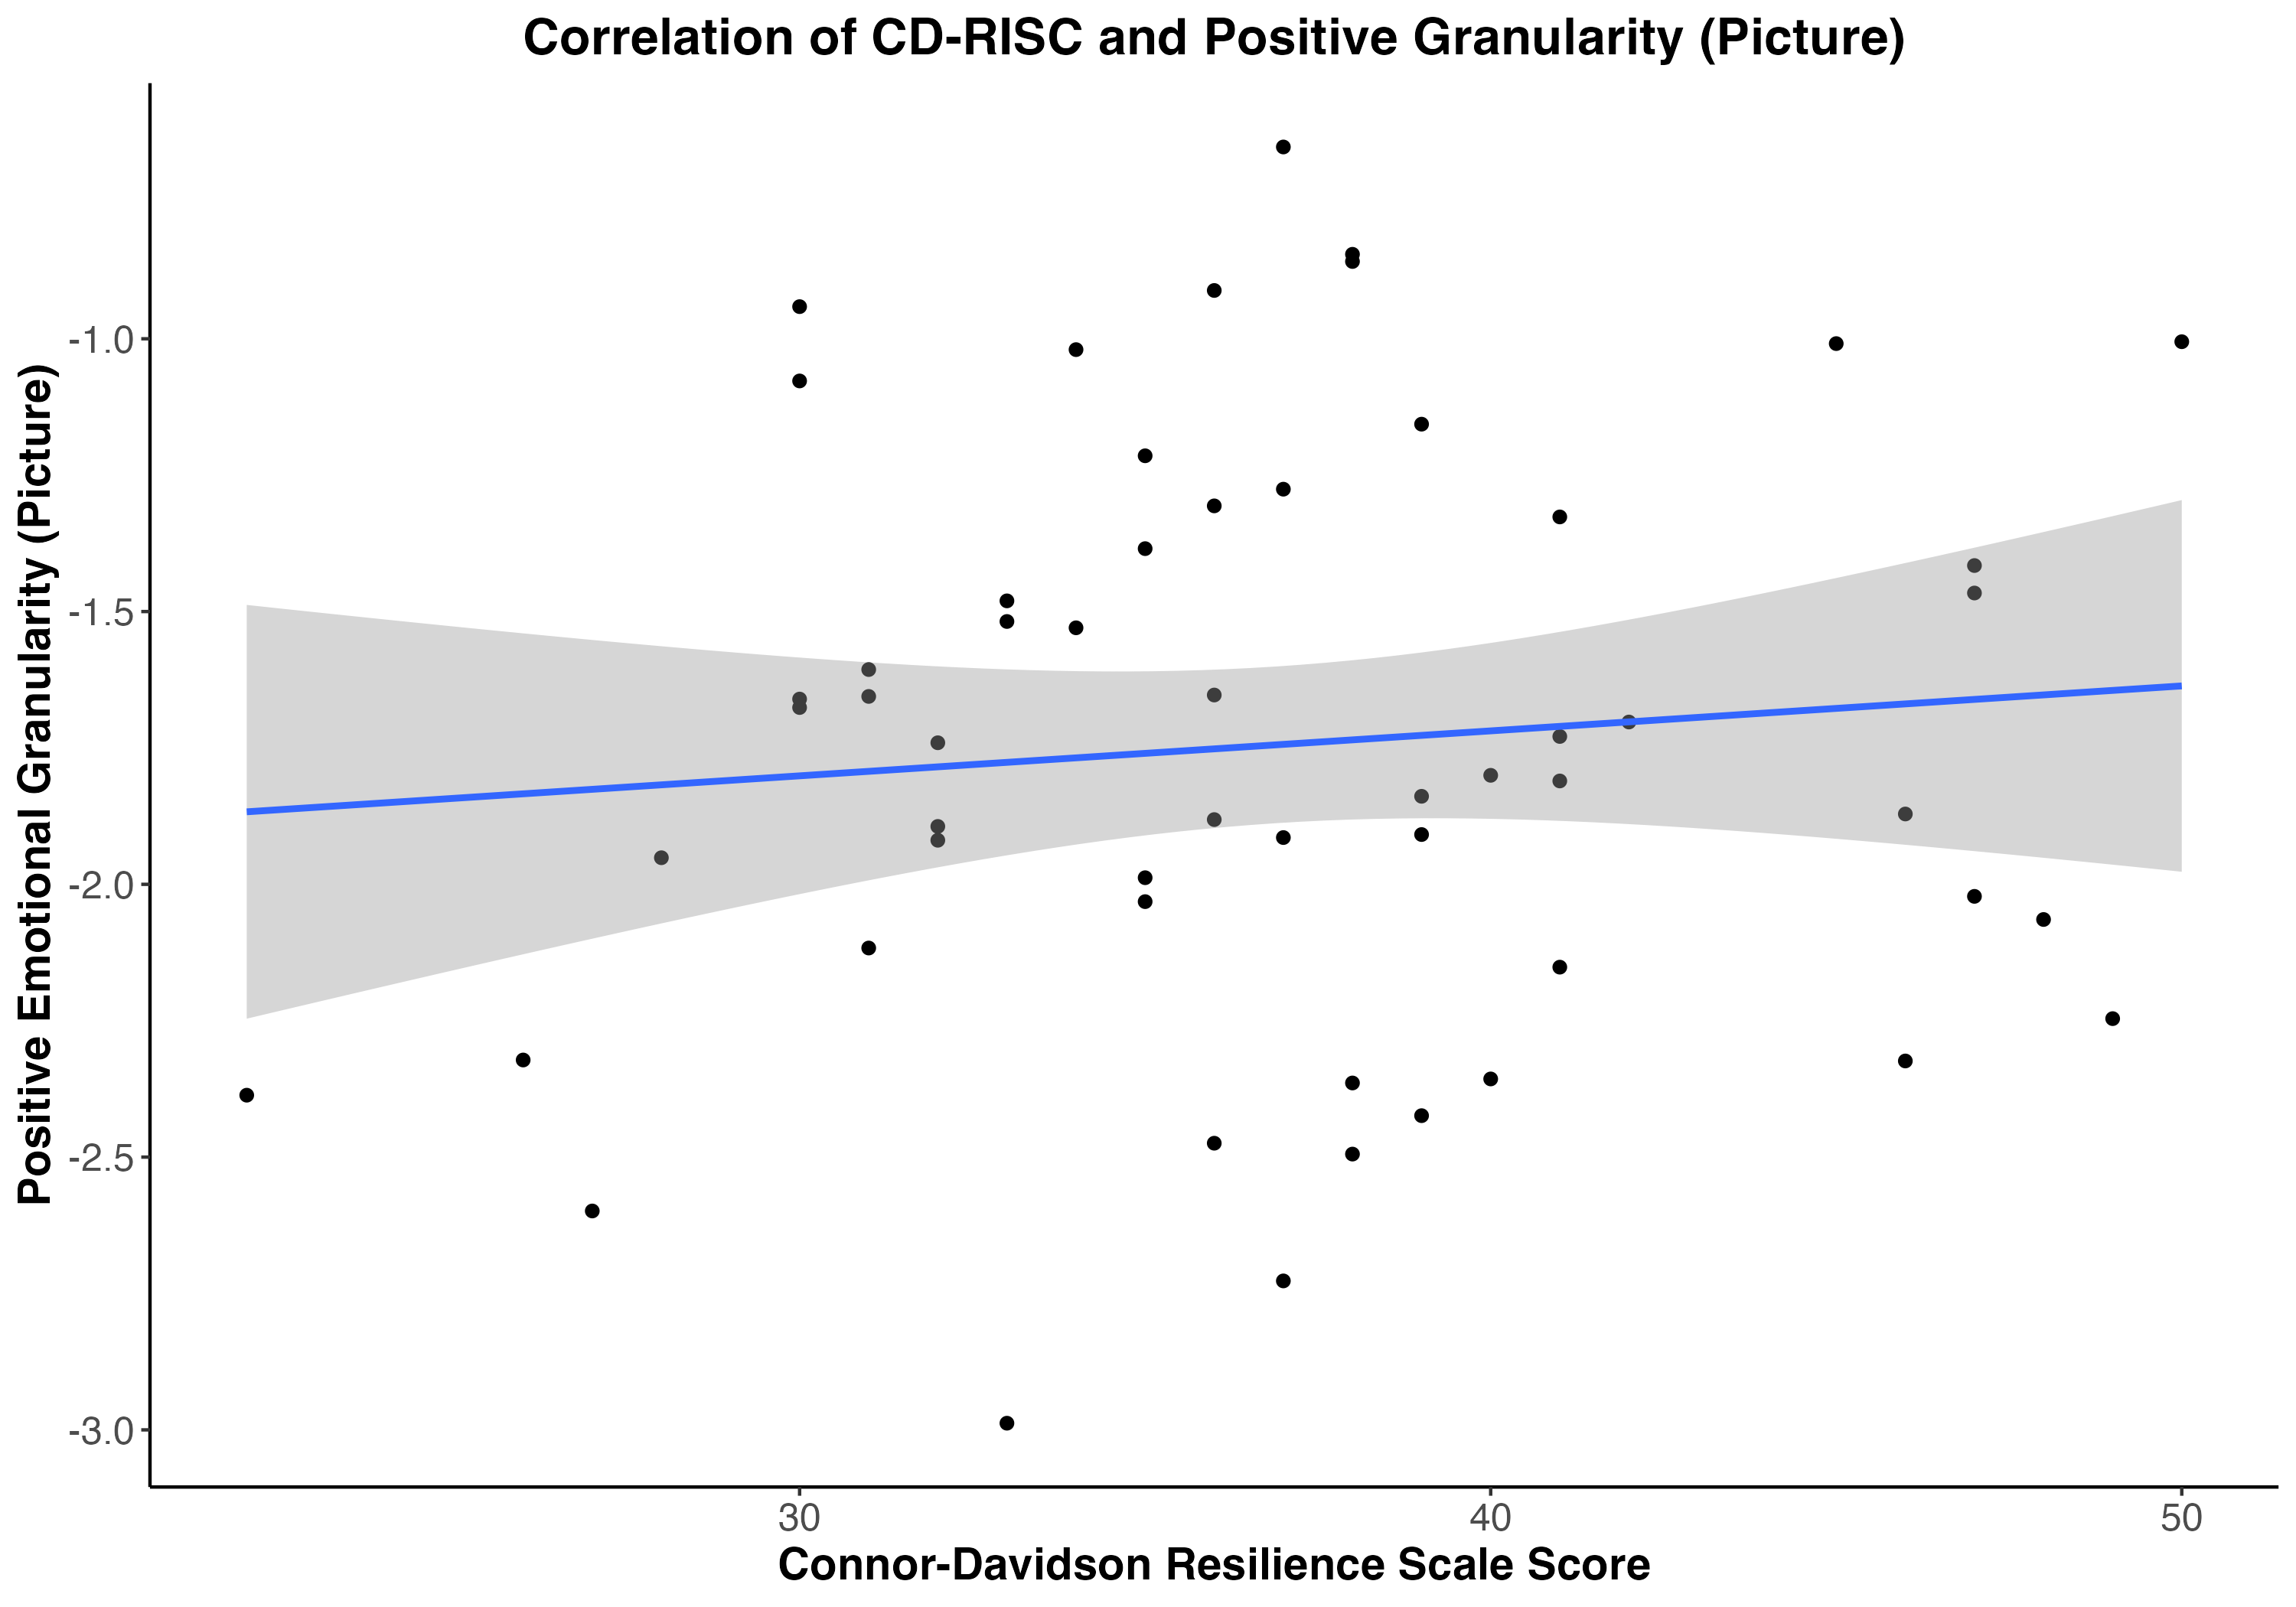 Correlation of CD-RISC and Positive Granularity (Picture)
Positive Emotional Granularity (Picture)
-1.0
-1.5
-2.0
-2.5
-3.0
30
40
50
Connor-Davidson Resilience Scale Score